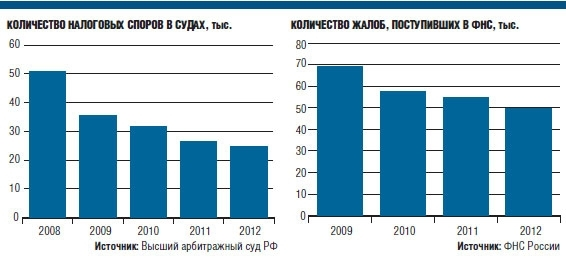 КОЛИЧЕСТВО НАЛОГОВЫХ СПОРОВ В СУДАХ, тыс.
60
50
40
30
20
10
0
2008 2009 2010 2011 2012
Источник: Высший арбитражный суд РФ
КОЛИЧЕСТВО ЖАЛОБ, ПОСТУПИВШИХ В ФНС, тыс.
80
70
60
50
40
30
20
10
0
2009 2010 2011 2012
Источник: ФНС России